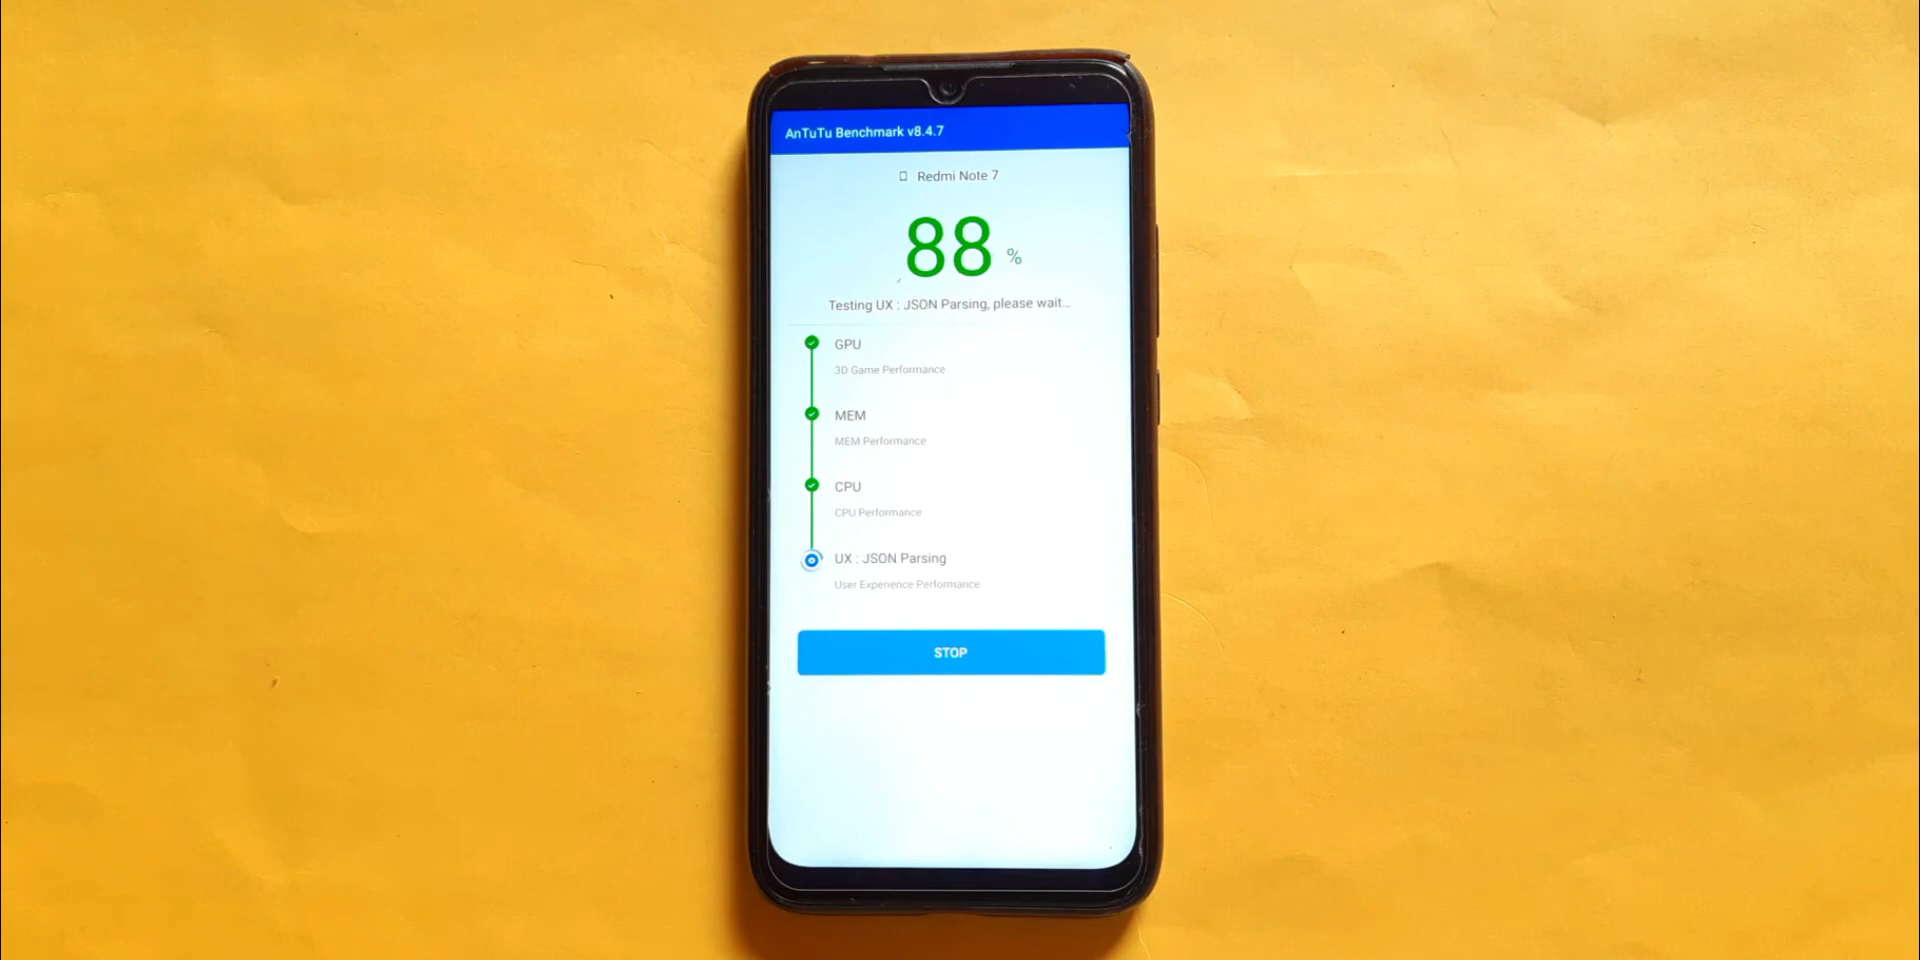 AnTuTu Benchmark v8.4.7
Redmi Note 7
88 %
Testing UX : JSON Parsing, please wait...
GPU
3D Game Performance
MEM
MEM Performance
CPU
CPU Performance
UX : JSON Parsing
User Experience Performance
STOP